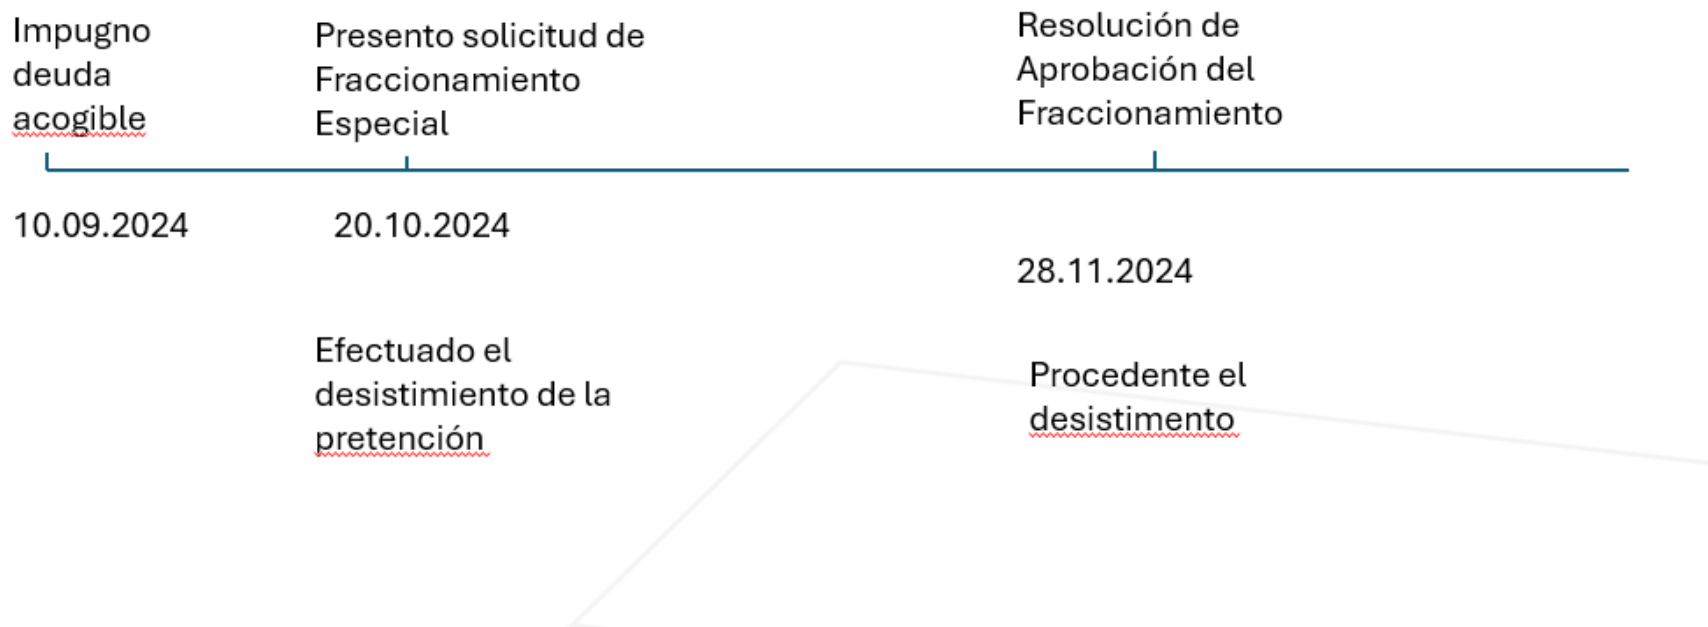 Impugno
deuda
acogible
Presento solicitud de
Fraccionamiento
Especial
Resolución de
Aprobación del
Fraccionamiento
10.09.2024
20.10.2024
28.11.2024
Efectuado el
desistimiento de la
pretención
Procedente el
desistimento